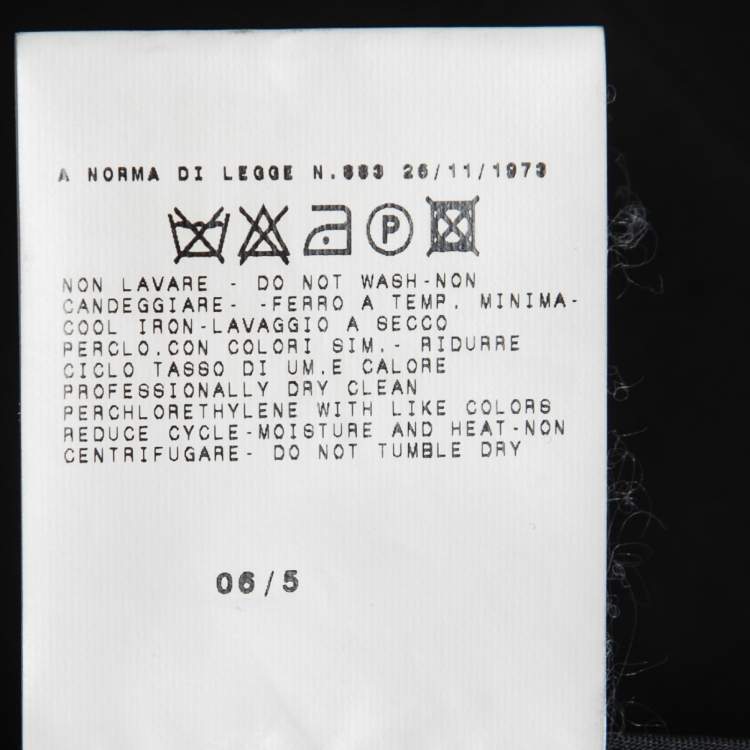 A NORMA DI LEGGE N.883 26/11/1973
P
NON LAVARE - DO NOT WASH-NON
CANDEGGIARE- -FERRO A TEMP. MINIMA-
COOL IRON-LAVAGGIO A SECCO
PERCLO.CON COLORI SIM.- RIDURRE
CICLO TASSO DI UM.E CALORE
PROFESSIONALLY DRY CLEAN
PERCHLORETHYLENE WITH LIKE COLORS
REDUCE CYCLE-MOISTURE AND HEAT-NON
CENTRIFUGARE- DO NOT TUMBLE DRY
06/5